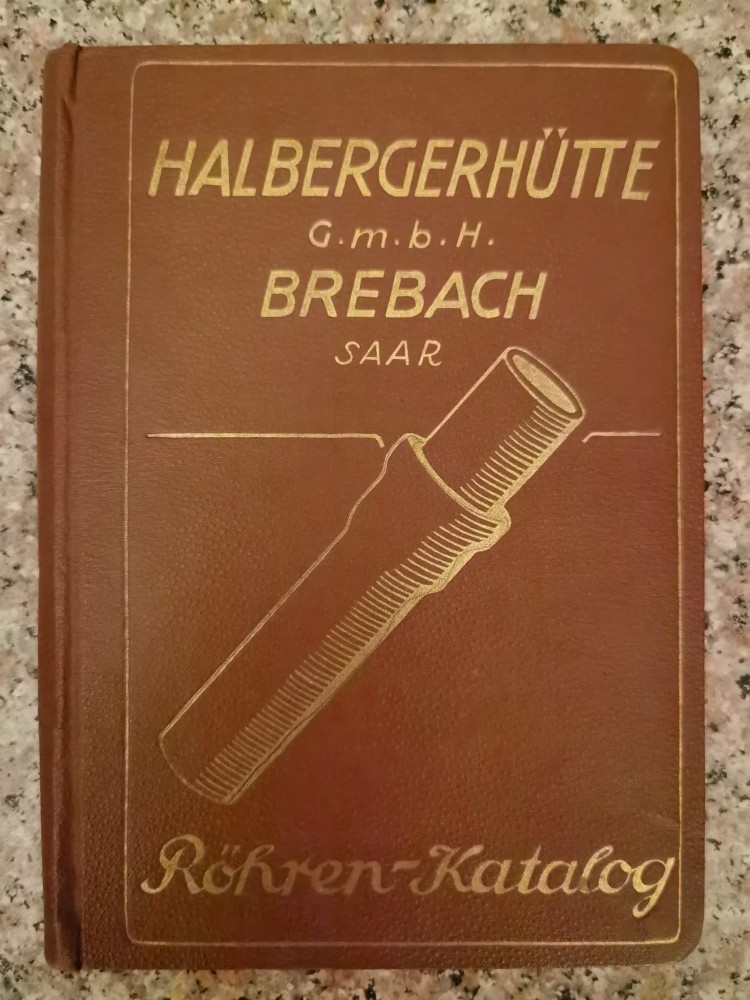 HALBERGERHÜTTE
G.m.b.H.
BREBACH
SAAR
Röhren-Katalog